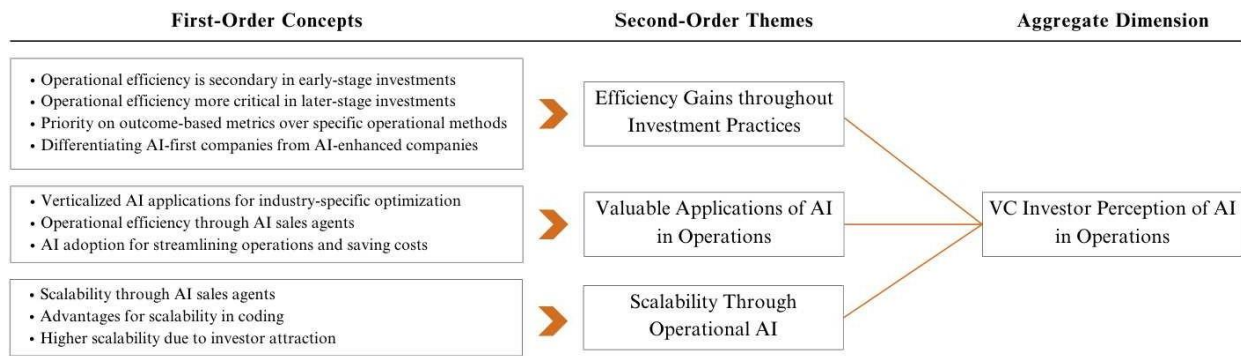 First-Order Concepts
Second-Order Themes
Aggregate Dimension
• Operational efficiency is secondary in early-stage investments
• Operational efficiency more critical in later-stage investments
• Priority on outcome-based metrics over specific operational methods
• Differentiating AI-first companies from AI-enhanced companies
Efficiency Gains throughout
Investment Practices
• Verticalized AI applications for industry-specific optimization
• Operational efficiency through AI sales agents
• AI adoption for streamlining operations and saving costs
Valuable Applications of AI
in Operations
VC Investor Perception of AI
in Operations
• Scalability through AI sales agents
• Advantages for scalability in coding
• Higher scalability due to investor attraction
Scalability Through
Operational AI